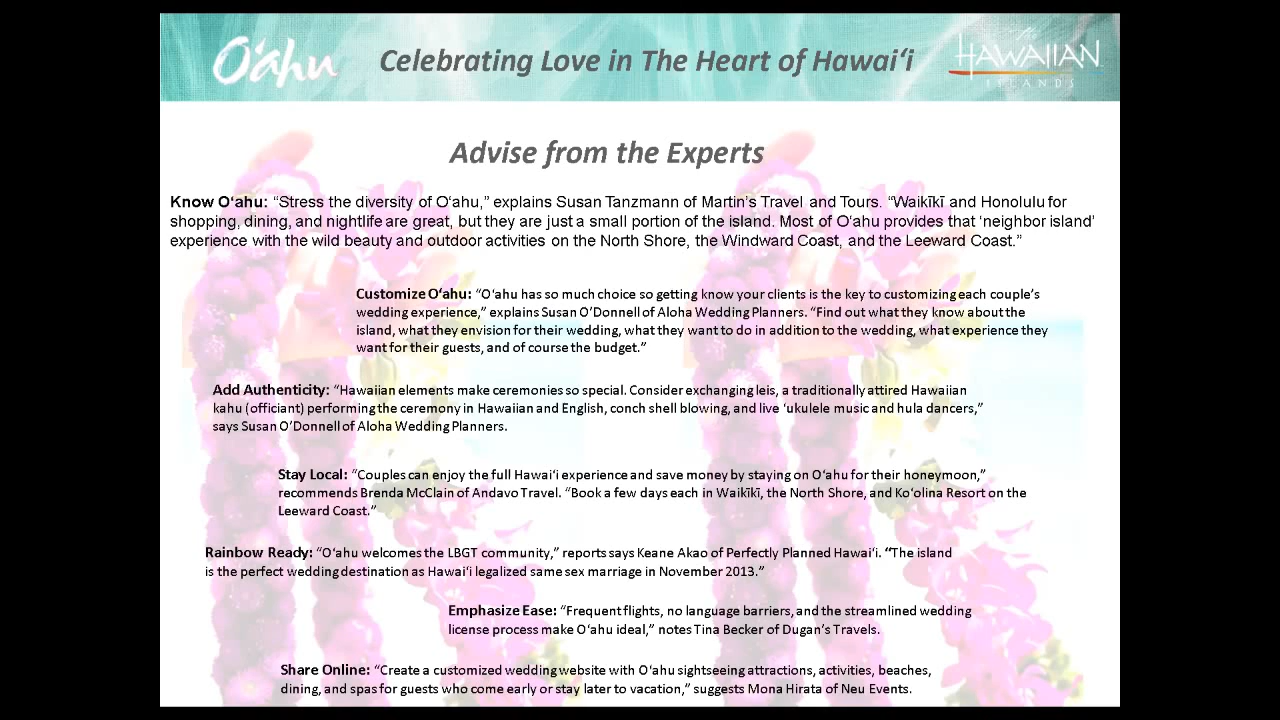 O‘ahu
Celebrating Love in The Heart of Hawai‘i
The
HAWAIIAN
ISLANDS
Advise from the Experts
Know O‘ahu: “Stress the diversity of O‘ahu,” explains Susan Tanzmann of Martin’s Travel and Tours. “Waikīkī and Honolulu for
shopping, dining, and nightlife are great, but they are just a small portion of the island. Most of O‘ahu provides that ‘neighbor island’
experience with the wild beauty and outdoor activities on the North Shore, the Windward Coast, and the Leeward Coast.”
Customize O‘ahu: “O‘ahu has so much choice so getting know your clients is the key to customizing each couple’s
wedding experience,” explains Susan O’Donnell of Aloha Wedding Planners. “Find out what they know about the
island, what they envision for their wedding, what they want to do in addition to the wedding, what experience they
want for their guests, and of course the budget.”
Add Authenticity: “Hawaiian elements make ceremonies so special. Consider exchanging leis, a traditionally attired Hawaiian
kahu (officiant) performing the ceremony in Hawaiian and English, conch shell blowing, and live ‘ukulele music and hula dancers,”
says Susan O’Donnell of Aloha Wedding Planners.
Stay Local: “Couples can enjoy the full Hawai‘i experience and save money by staying on O‘ahu for their honeymoon,”
recommends Brenda McClain of Andavo Travel. “Book a few days each in Waikīkī, the North Shore, and Ko‘olina Resort on the
Leeward Coast.”
Rainbow Ready: “O‘ahu welcomes the LBGT community,” reports says Keane Akao of Perfectly Planned Hawai‘i. “The island
is the perfect wedding destination as Hawai‘i legalized same sex marriage in November 2013.”
Emphasize Ease: “Frequent flights, no language barriers, and the streamlined wedding
license process make O‘ahu ideal,” notes Tina Becker of Dugan’s Travels.
Share Online: “Create a customized wedding website with O‘ahu sightseeing attractions, activities, beaches,
dining, and spas for guests who come early or stay later to vacation,” suggests Mona Hirata of Neu Events.